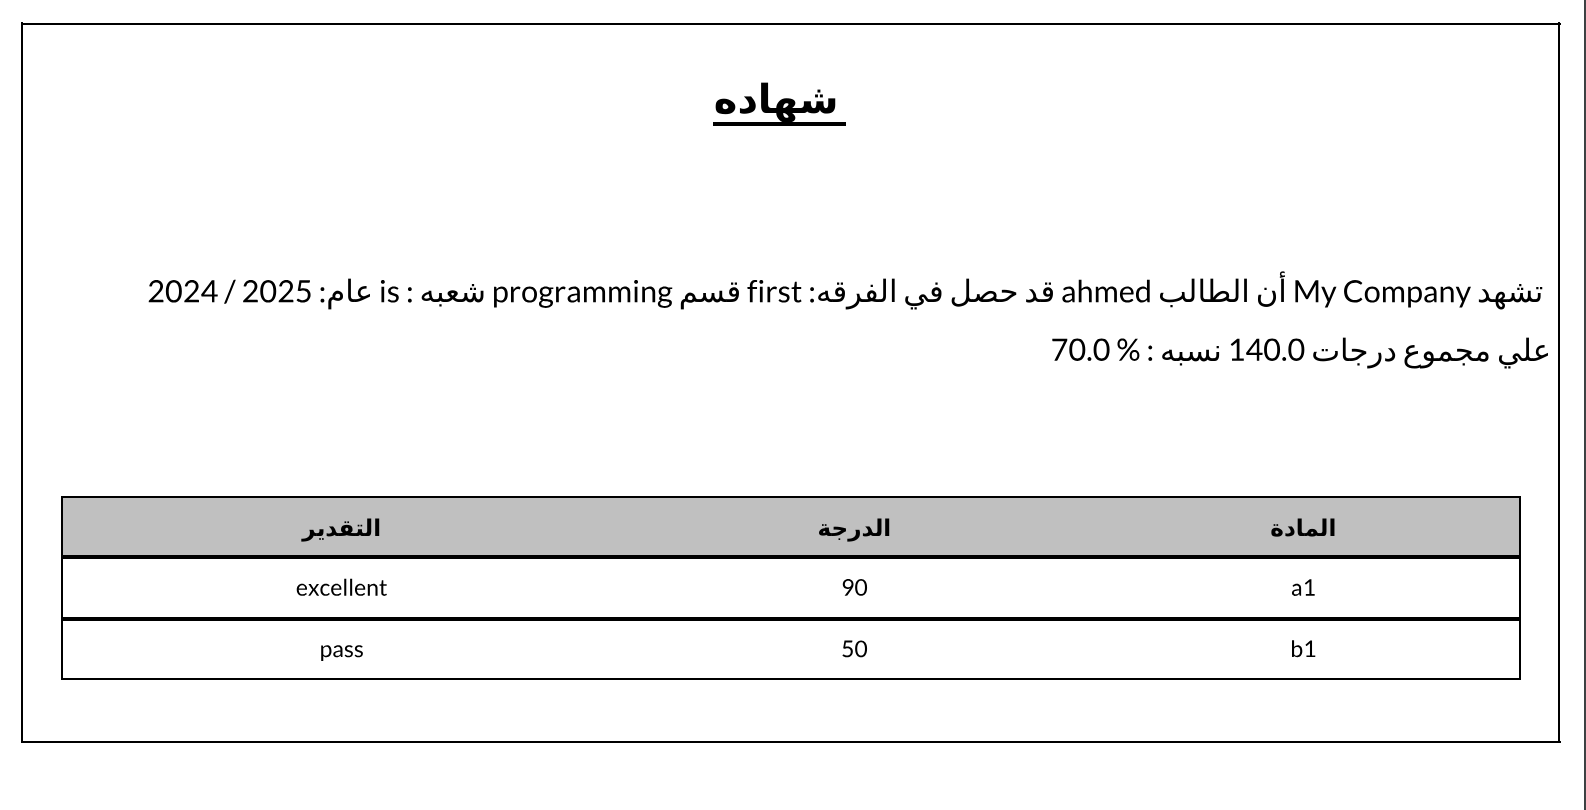 شهاده
تشهد My Company أن الطالب ahmed قد حصل في الفرقه: first قسم programming شعبه : is عام: 2025 / 2024
علي مجموع درجات 140.0 نسبه : % 70.0
المادة الدرجة التقدير
a1 90 excellent
b1 50 pass